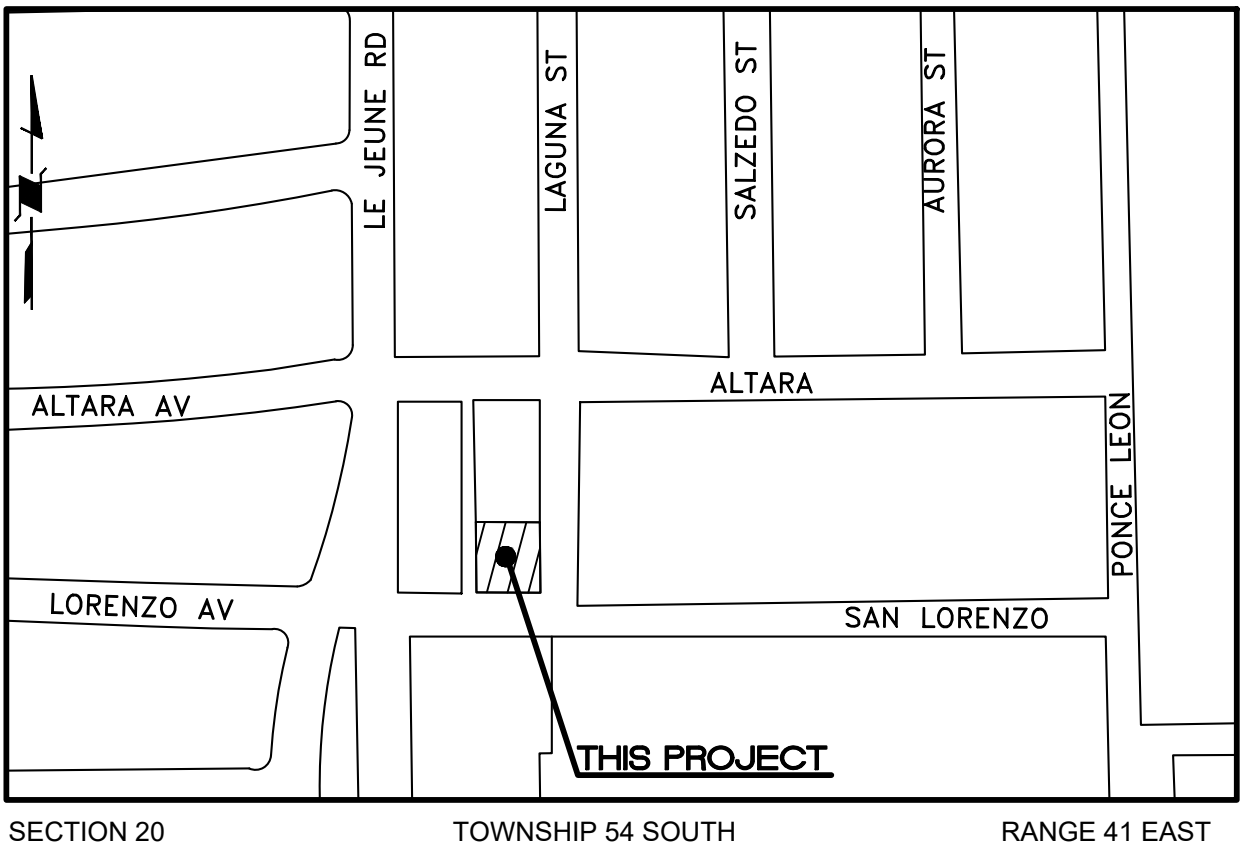 LE JEUNE RD
LAGUNA ST
SALZEDO ST
AURORA ST
ALTARA AV
ALTARA
PONCE LEON
LORENZO AV
SAN LORENZO
THIS PROJECT
SECTION 20
TOWNSHIP 54 SOUTH
RANGE 41 EAST